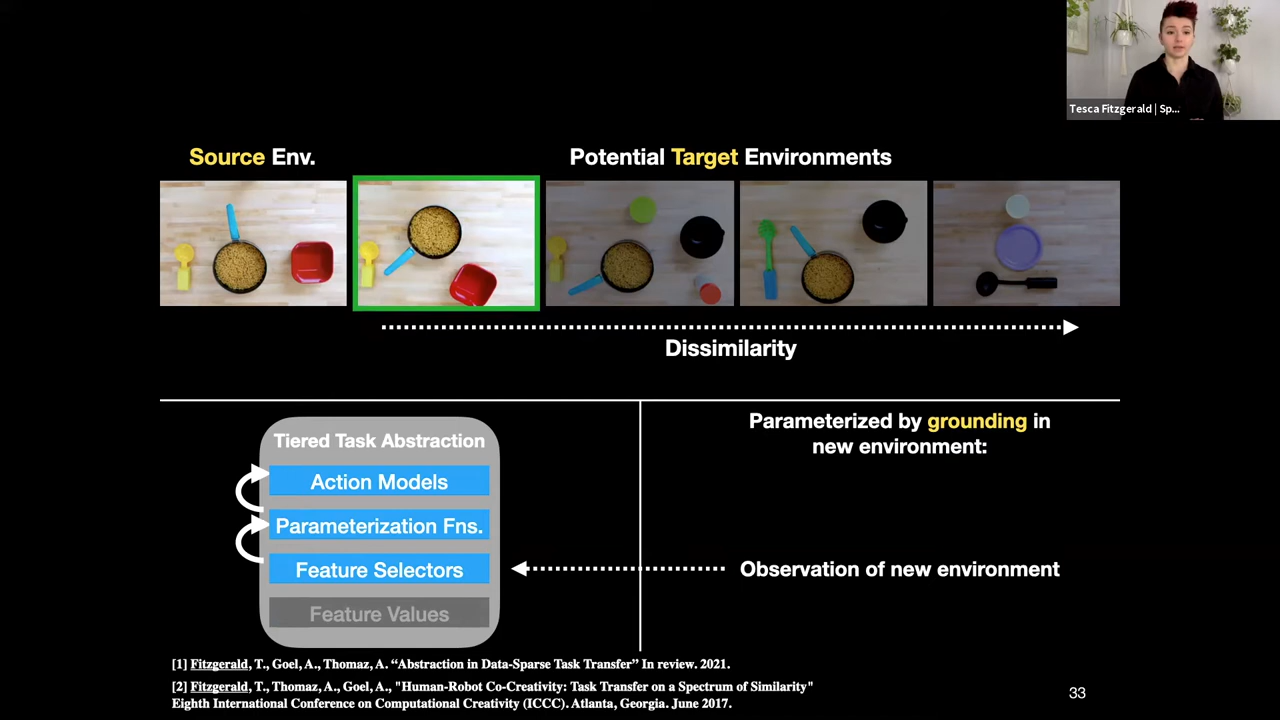 Tesca Fitzgerald | Sp...
Source Env.
Potential Target Environments
Dissimilarity
Tiered Task Abstraction
Action Models
Parameterization Fns.
Feature Selectors
Feature Values
Parameterized by grounding in
new environment:
Observation of new environment
[1] Fitzgerald, T., Goel, A., Thomaz, A. “Abstraction in Data-Sparse Task Transfer” In review. 2021.
[2] Fitzgerald, T., Thomaz, A., Goel, A., "Human-Robot Co-Creativity: Task Transfer on a Spectrum of Similarity"
Eighth International Conference on Computational Creativity (ICCC). Atlanta, Georgia. June 2017.
33